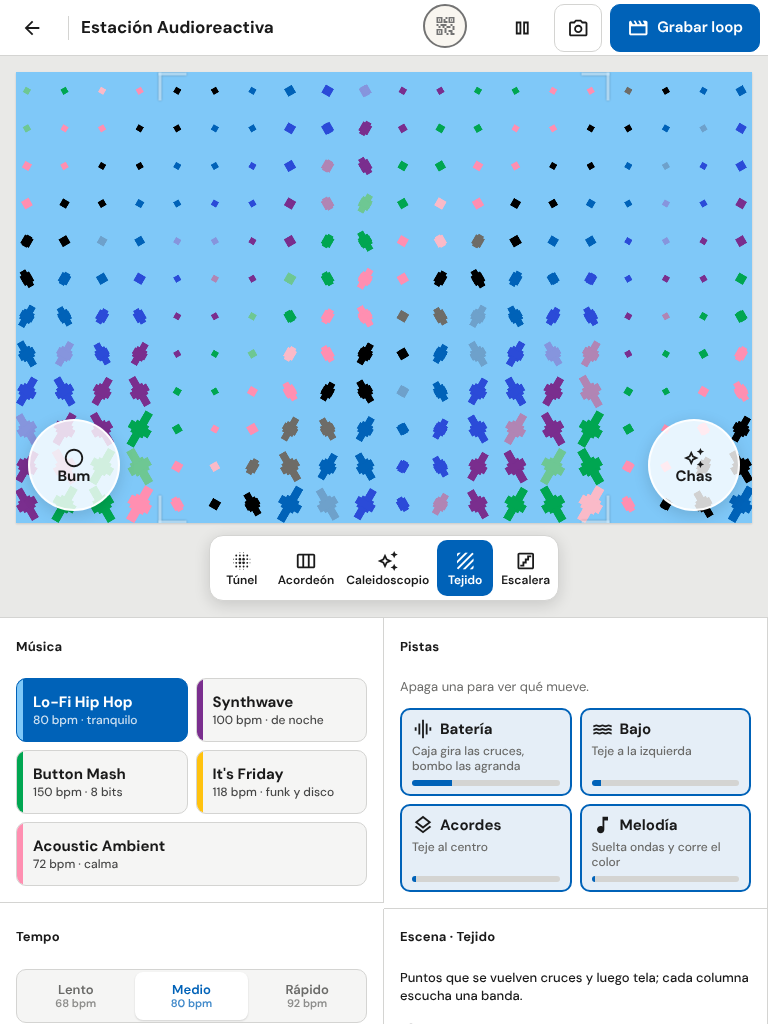 Estación Audioreactiva
Grabar loop
Bum
Chas
Túnel
Acordeón
Caleidoscopio
Tejido
Escalera
Música
Lo-Fi Hip Hop
80 bpm · tranquilo
Synthwave
100 bpm · de noche
Button Mash
150 bpm · 8 bits
It's Friday
118 bpm · funk y disco
Acoustic Ambient
72 bpm · calma
Pistas
Apaga una para ver qué mueve.
Batería
Caja gira las cruces,
bombo las agranda
Bajo
Teje a la izquierda
Acordes
Teje al centro
Melodía
Suelta ondas y corre el
color
Tempo
Lento
68 bpm
Medio
80 bpm
Rápido
92 bpm
Escena · Tejido
Puntos que se vuelven cruces y luego tela; cada columna
escucha una banda.